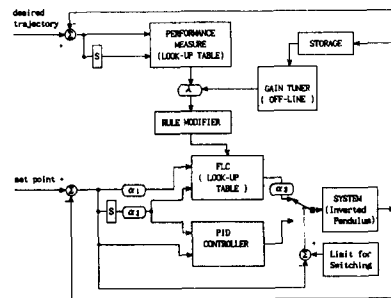 desired
trajectory
+
-
Σ
S
PERFORMANCE
MEASURE
(LOOK-UP TABLE)
STORAGE
λ
GAIN TUNER
( OFF-LINE )
RULE MODIFIER
set point
+
-
Σ
α1
S
α2
FLC
( LOOK-UP
TABLE)
α3
PID
CONTROLLER
SYSTEM
(Inverted
Pendulum)
Σ
Limit for
Switching